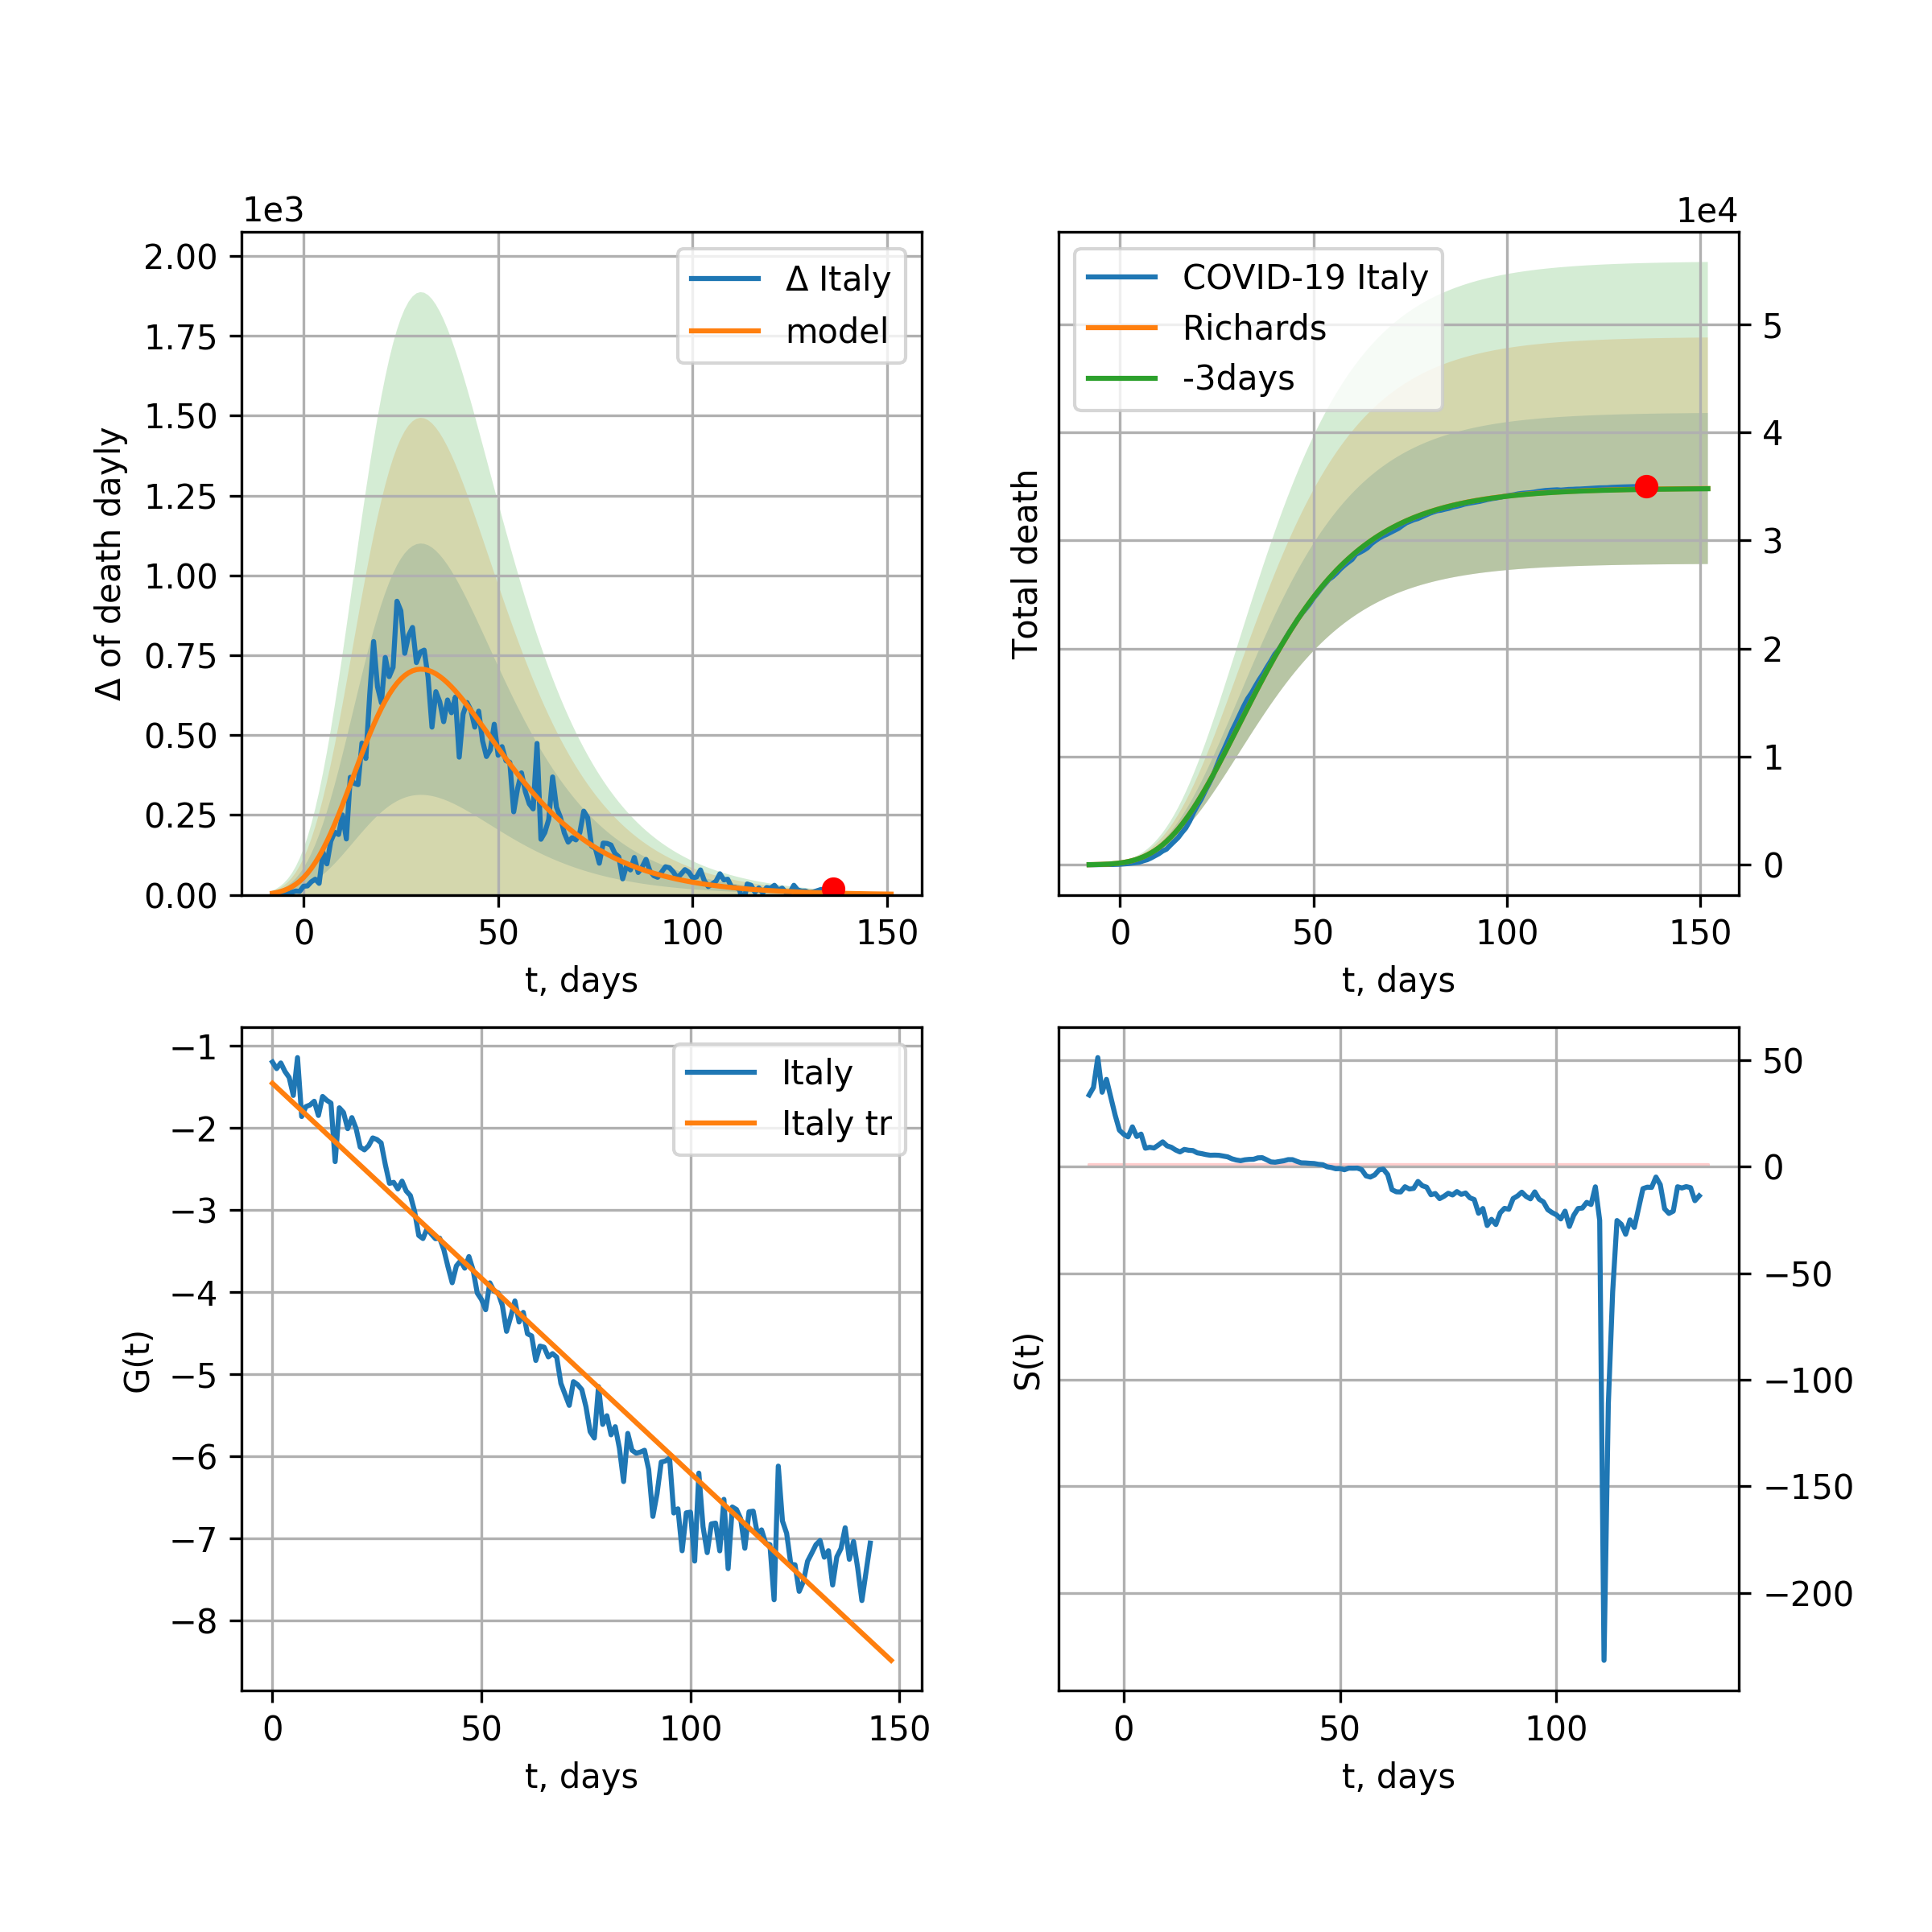 1e3
2.00
1.75
1.50
1.25
1.00
0.75
0.50
0.25
0.00
Δ of death dayly
Δ Italy
model
0 50 100 150
t, days
1e4
COVID-19 Italy
Richards
-3days
Total death
5
4
3
2
1
0
0 50 100 150
t, days
−1
−2
−3
−4
−5
−6
−7
−8
G(t)
Italy
Italy tr
0 50 100 150
t, days
S(t)
50
0
−50
−100
−150
−200
0 50 100
t, days